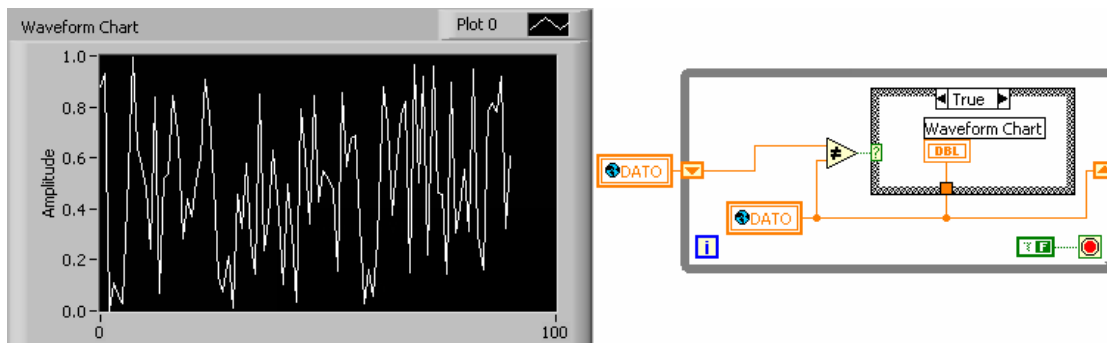 Waveform Chart
Plot 0
1.0
0.8
0.6
0.4
0.2
0.0
Amplitude
0
100
True
Waveform Chart
DBL
?
≠
DATO
DATO
i
? F